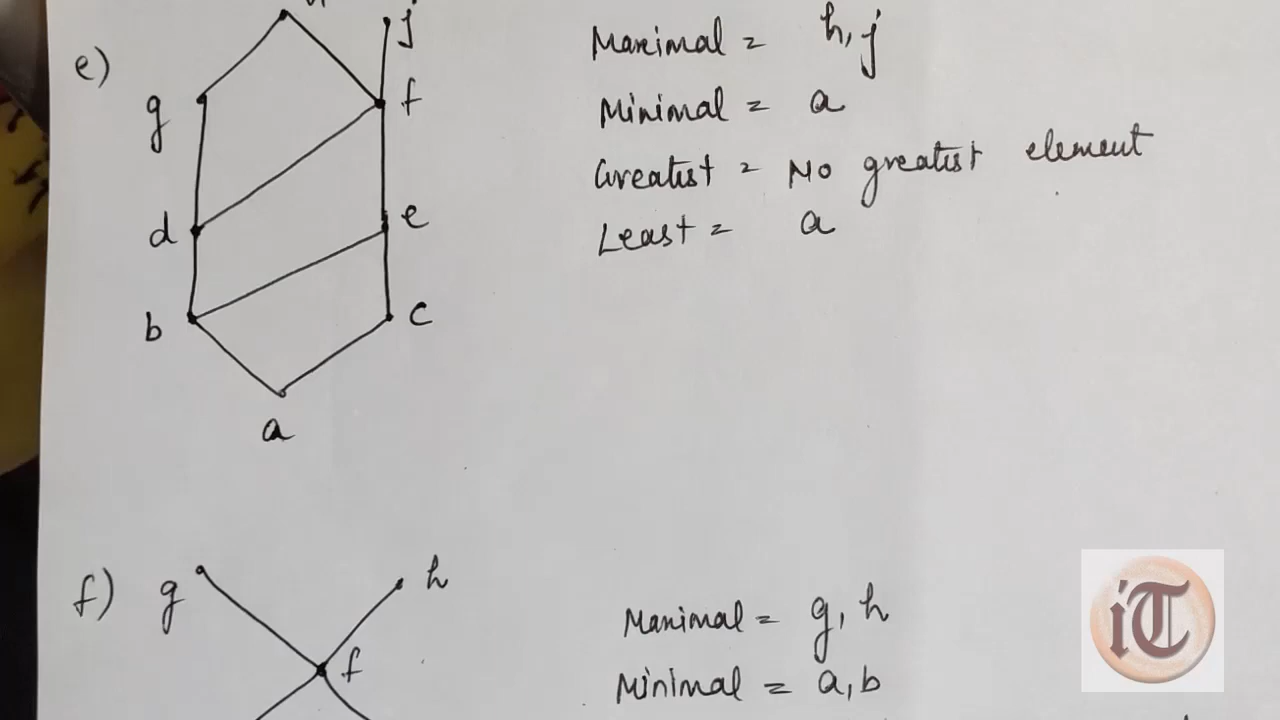 j
e)
Maximal = h, j
g
f
Minimal = a
Greatest = No greatest element
d
e
Least = a
b
c
a
f)
g
h
Maximal = g, h
f
Minimal = a, b
iT